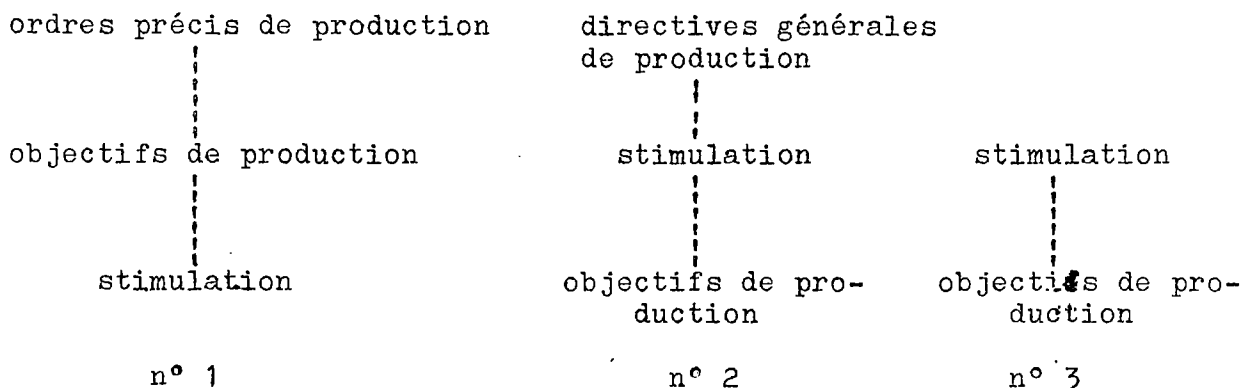 ordres précis de production
objectifs de production
stimulation
n° 1
directives générales
de production
stimulation
objectifs de pro-
duction
n° 2
stimulation
objectifs de pro-
duction
n° 3